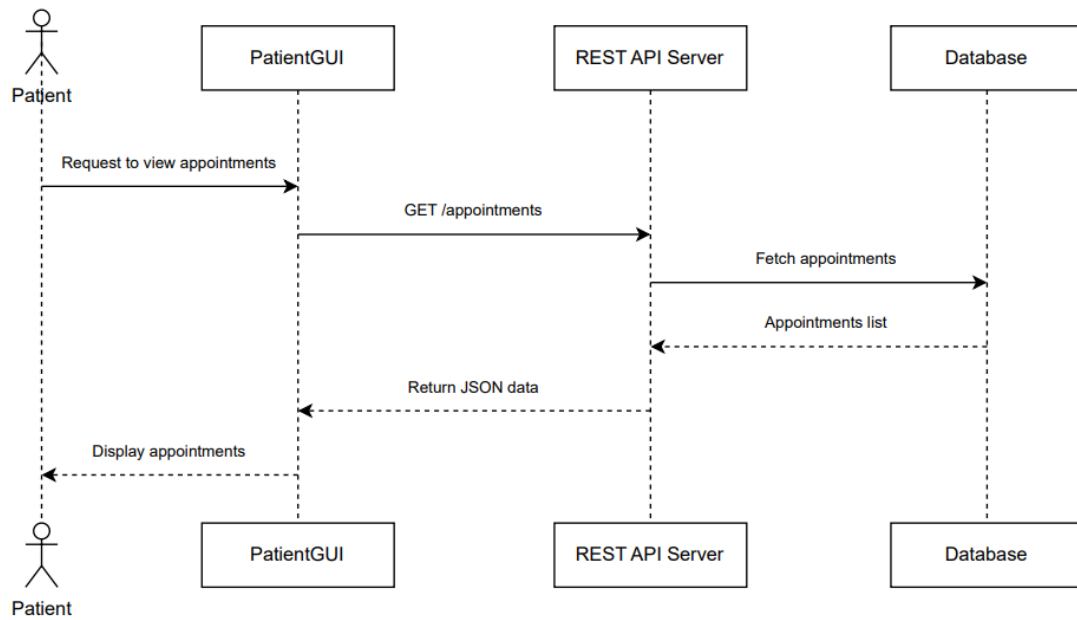 PatientGUI
REST API Server
Database
Patient
Request to view appointments
GET /appointments
Fetch appointments
Appointments list
Return JSON data
Display appointments
PatientGUI
REST API Server
Database
Patient